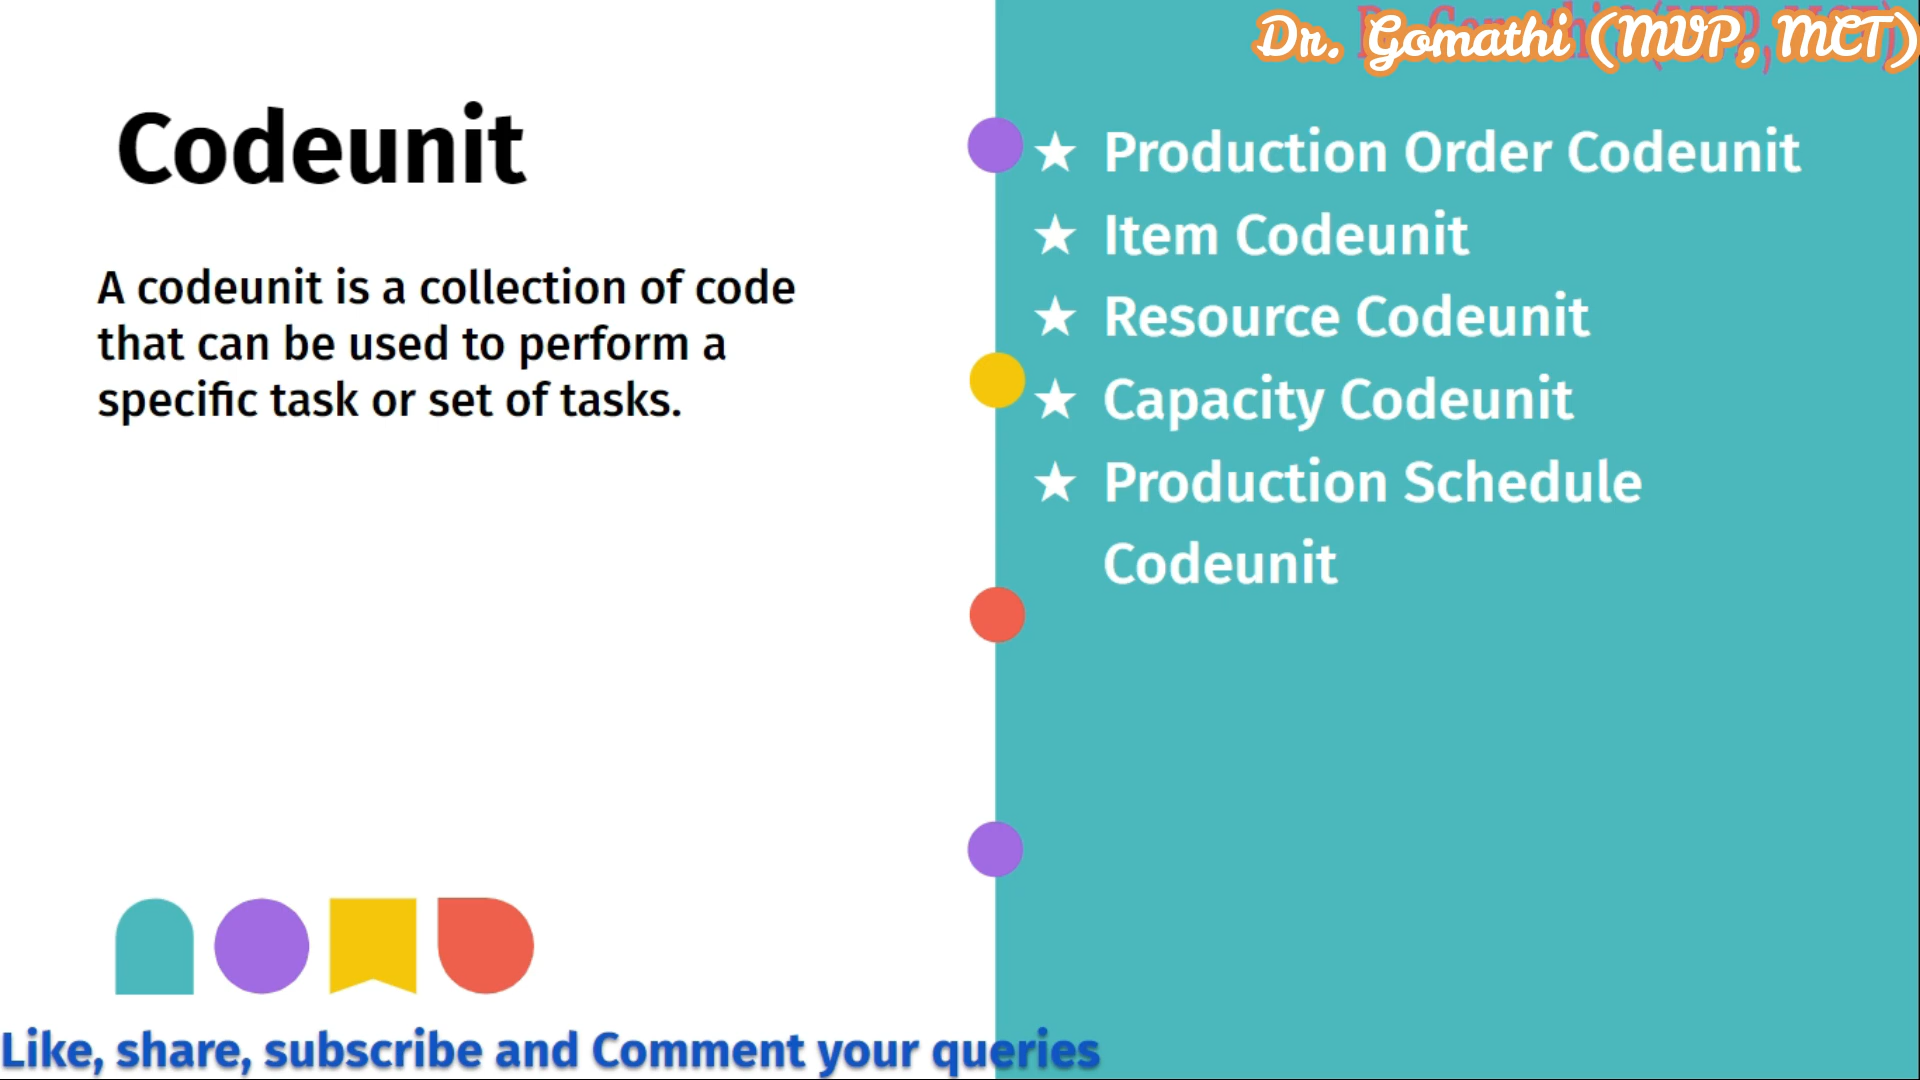 Dr. Gomathi (MVP, MCT)
Codeunit
A codeunit is a collection of code
that can be used to perform a
specific task or set of tasks.
★ Production Order Codeunit
★ Item Codeunit
★ Resource Codeunit
★ Capacity Codeunit
★ Production Schedule
Codeunit
Like, share, subscribe and Comment your queries